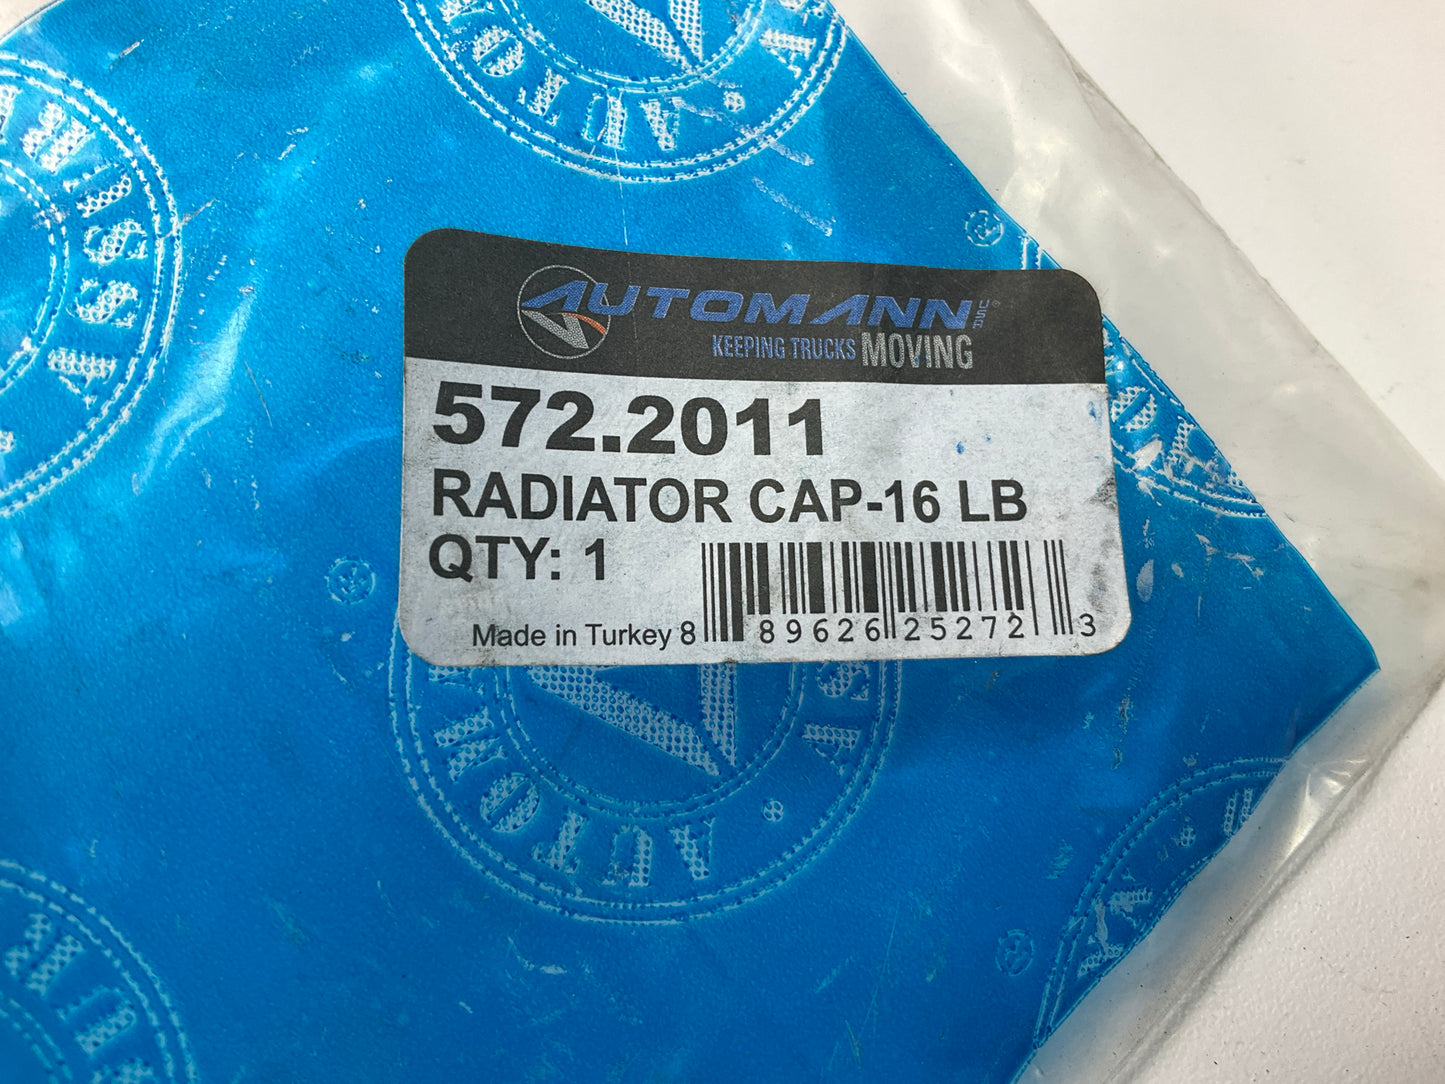 AUTOMANN USA
KEEPING TRUCKS MOVING
572.2011
RADIATOR CAP-16 LB
QTY: 1
Made in Turkey 8 89626 25272 3